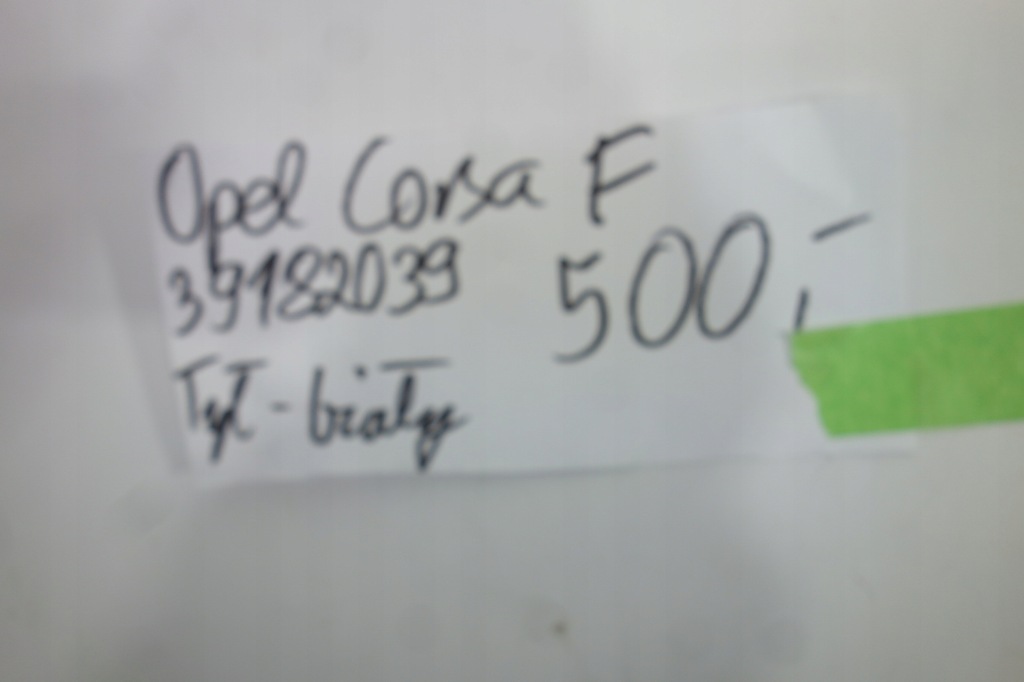 Opel Corsa F
39182039 500,-
Tył - biały